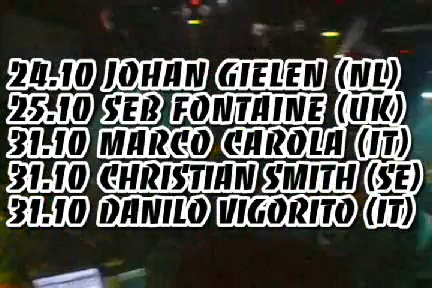 24.10 JOHAN GIELEN (NL)
25.10 SEB FONTAINE (UK)
31.10 MARCO CAROLA (IT)
31.10 CHRISTIAN SMITH (SE)
31.10 DANILO VIGORITO (IT)